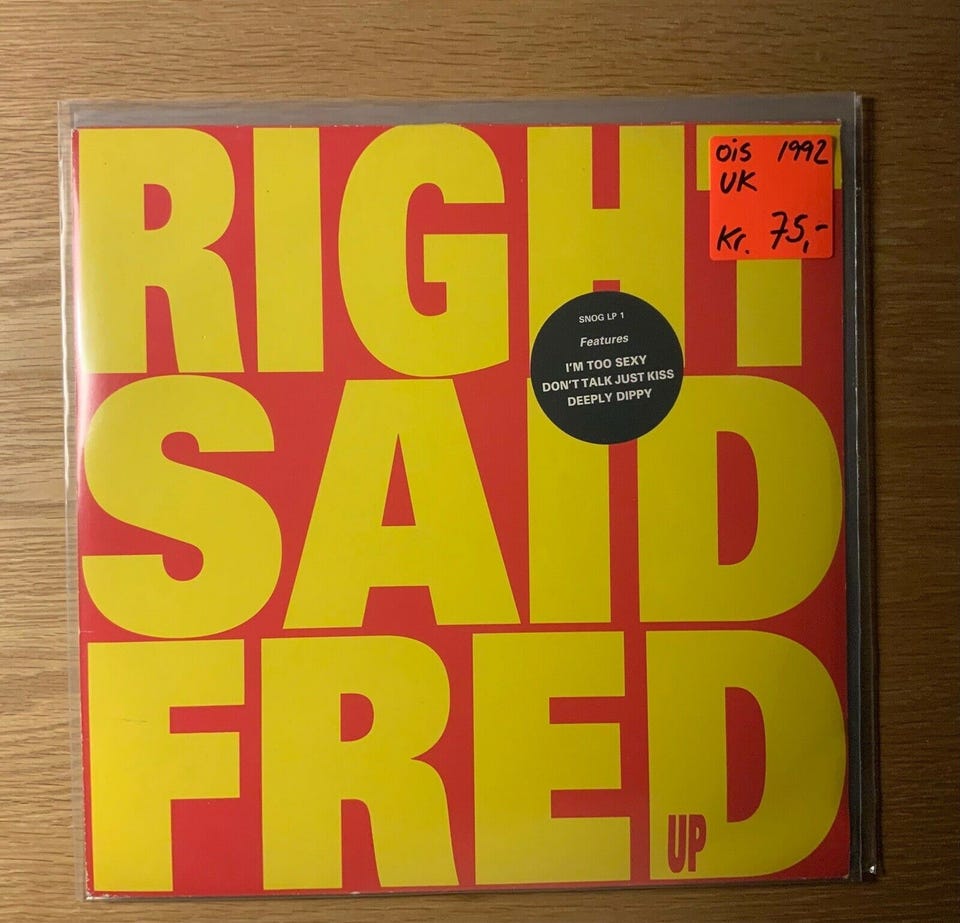 RIGHT
SAID
FRED
UP
ois 1992
UK
Kr. 75,-
SNOG LP 1
Features
I'M TOO SEXY
DON'T TALK JUST KISS
DEEPLY DIPPY